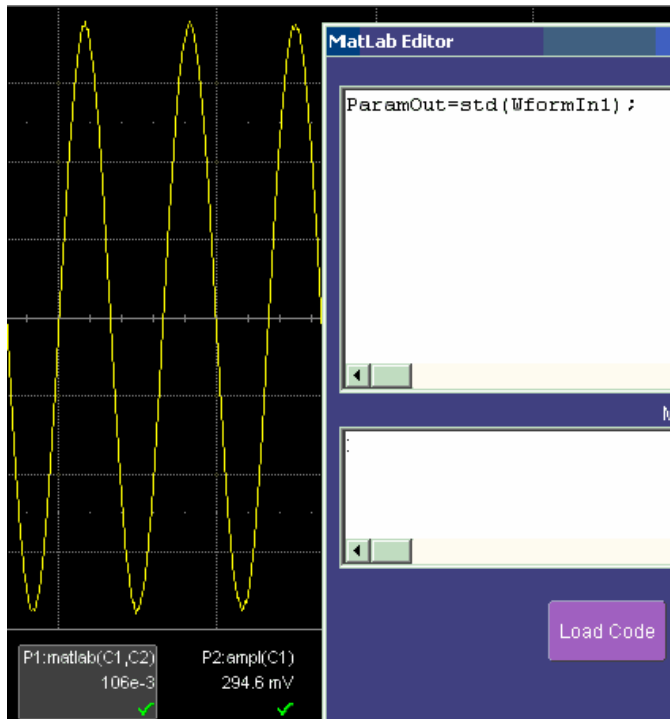 MatLab Editor
ParamOut=std(WformIn1);
Load Code
P1:matlab(C1,C2)
106e-3
P2:ampl(C1)
294.6 mV